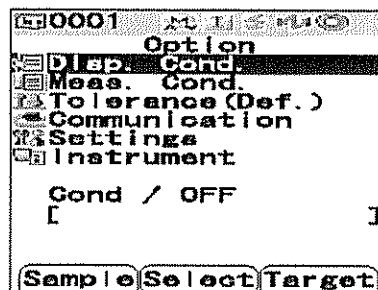 0001
Option
Disp. Cond.
Meas. Cond.
Tolerance(Def.)
Communication
Settings
Instrument
Cond / OFF
[ ]
Sample Select Target